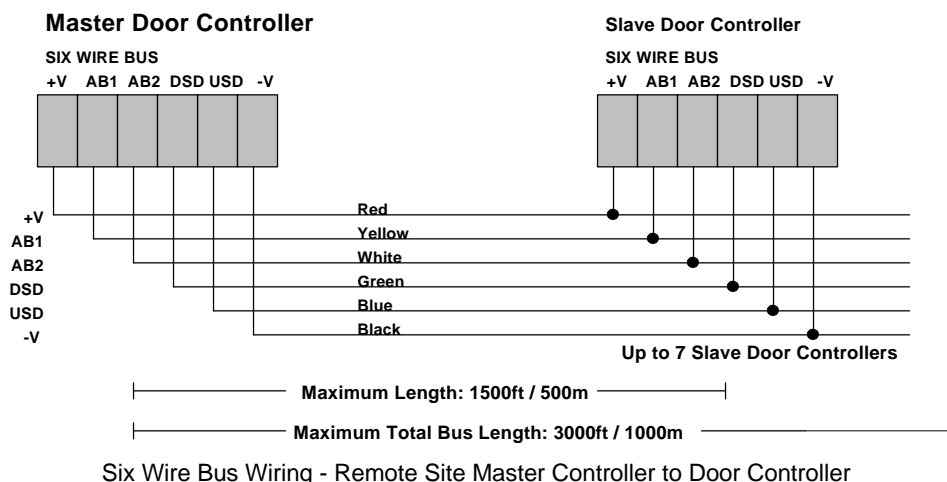 Master Door Controller
Slave Door Controller
SIX WIRE BUS
SIX WIRE BUS
+V AB1 AB2 DSD USD -V
+V AB1 AB2 DSD USD -V
+V Red
AB1 Yellow
AB2 White
DSD Green
USD Blue
-V Black
Up to 7 Slave Door Controllers
Maximum Length: 1500ft / 500m
Maximum Total Bus Length: 3000ft / 1000m
Six Wire Bus Wiring - Remote Site Master Controller to Door Controller